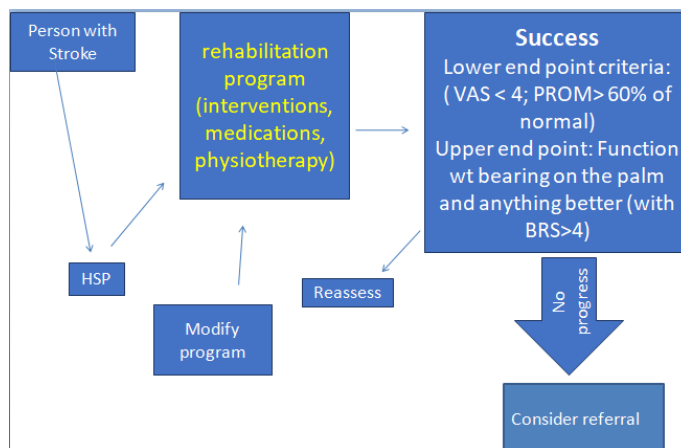 Person with
Stroke
rehabilitation
program
(interventions,
medications,
physiotherapy)
Success
Lower end point criteria:
( VAS < 4; PROM> 60% of
normal)
Upper end point: Function
wt bearing on the palm
and anything better (with
BRS>4)
HSP
Reassess
Modify
program
No
progress
Consider referral